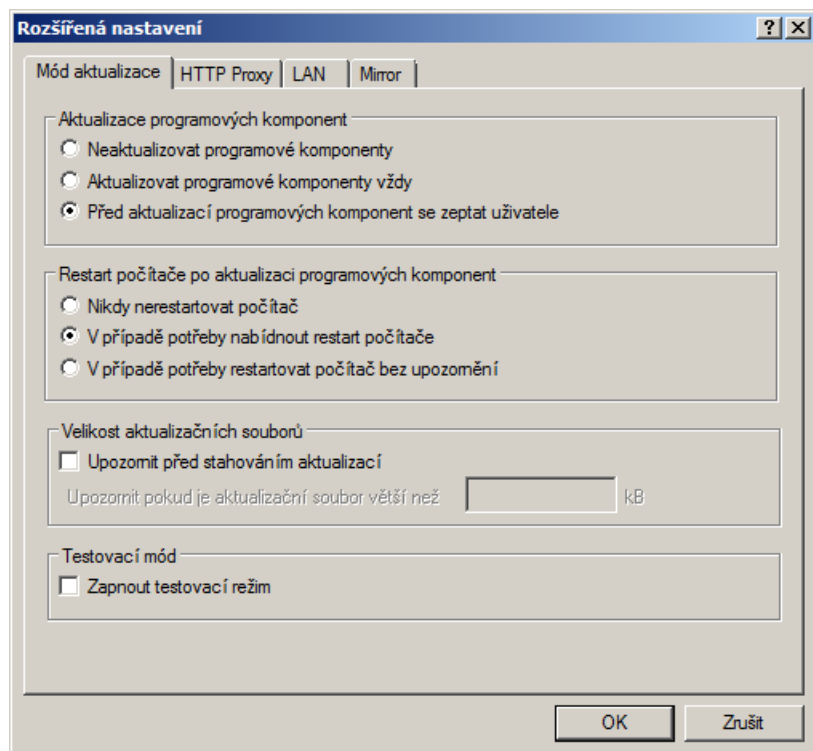 Rozšířená nastavení
Mód aktualizace HTTP Proxy LAN Mirror
Aktualizace programových komponent
Neaktualizovat programové komponenty
Aktualizovat programové komponenty vždy
Před aktualizací programových komponent se zeptat uživatele
Restart počítače po aktualizaci programových komponent
Nikdy nerestartovat počítač
V případě potřeby nabídnout restart počítače
V případě potřeby restartovat počítač bez upozornění
Velikost aktualizačních souborů
Upozornit před stahováním aktualizací
Upozornit pokud je aktualizační soubor větší než kB
Testovací mód
Zapnout testovací režim
OK Zrušit